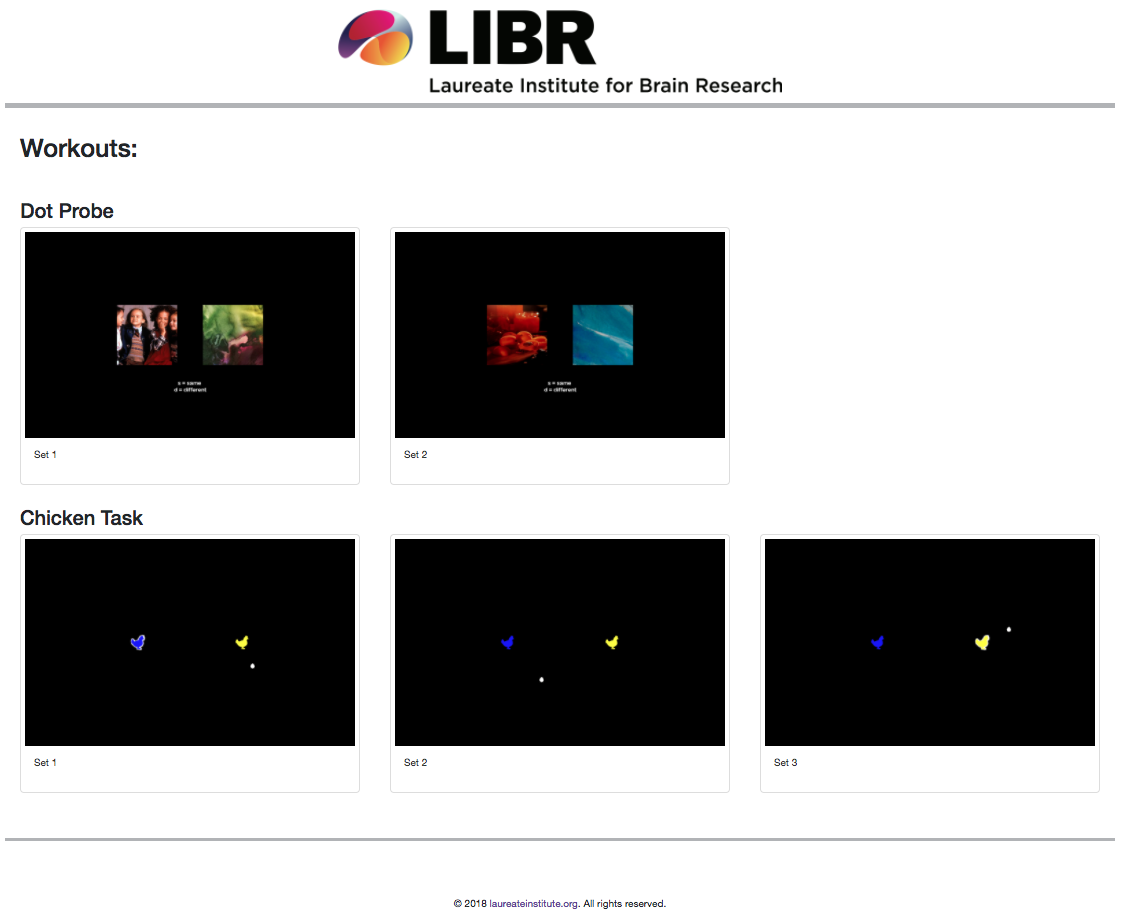 LIBR
Laureate Institute for Brain Research
Workouts:
Dot Probe
s = same
d = different
s = same
d = different
Set 1
Set 2
Chicken Task
Set 1
Set 2
Set 3
© 2018 laureateinstitute.org. All rights reserved.